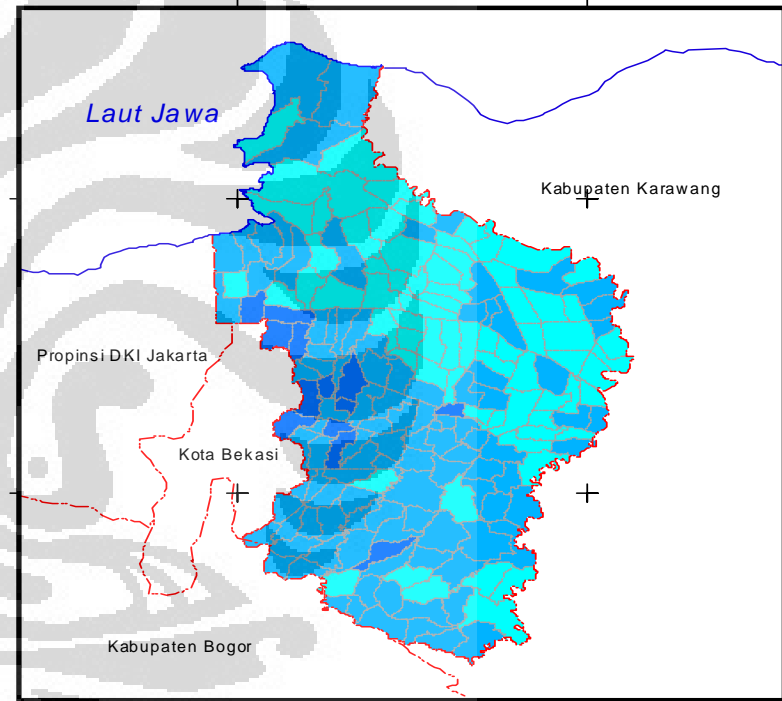 Laut Jawa
Kabupaten Karawang
Propinsi DKI Jakarta
Kota Bekasi
Kabupaten Bogor